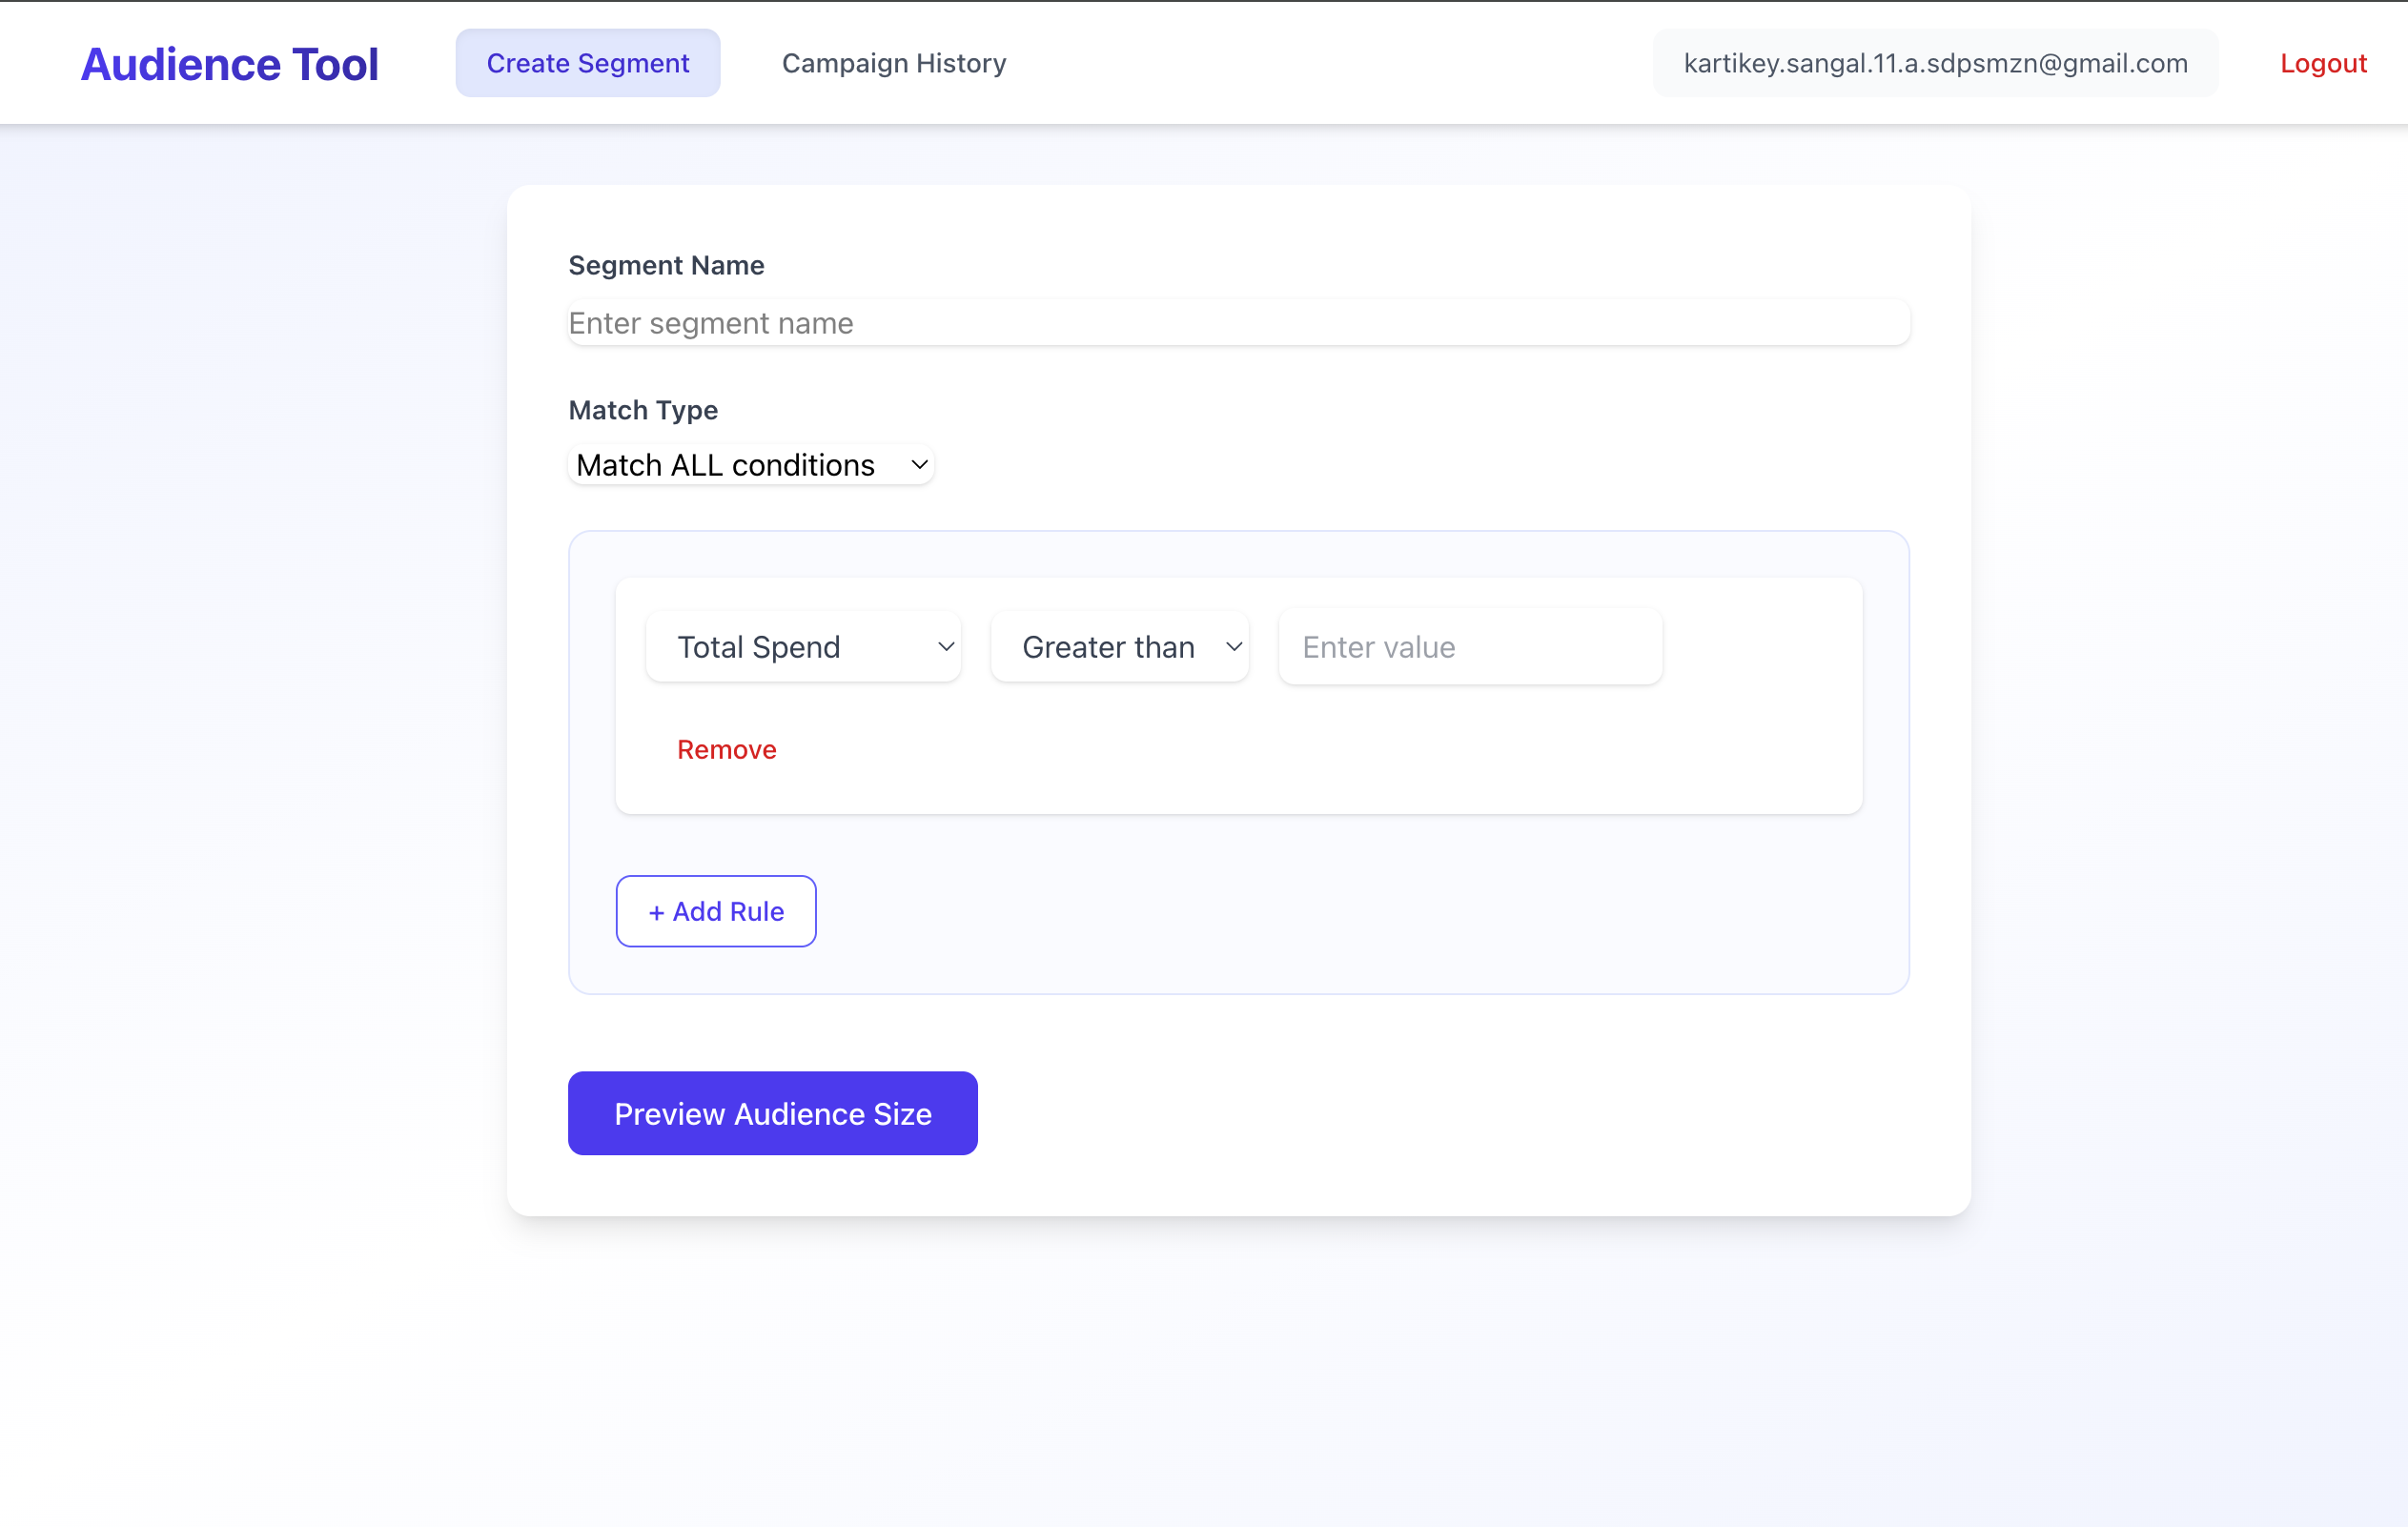 Audience Tool
Create Segment
Campaign History
kartikey.sangal.11.a.sdpsmzn@gmail.com
Logout
Segment Name
Enter segment name
Match Type
Match ALL conditions
Total Spend
Greater than
Enter value
Remove
+ Add Rule
Preview Audience Size